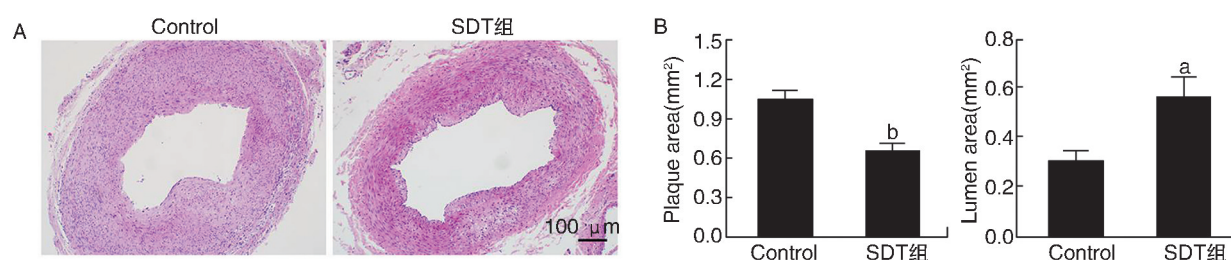 A
Control
SDT组
100 μm
B
Plaque area(mm²)
1.5
1.2
0.9
0.6
0.3
0.0
b
Control
SDT组
Lumen area(mm²)
0.8
0.6
0.4
0.2
0.0
a
Control
SDT组